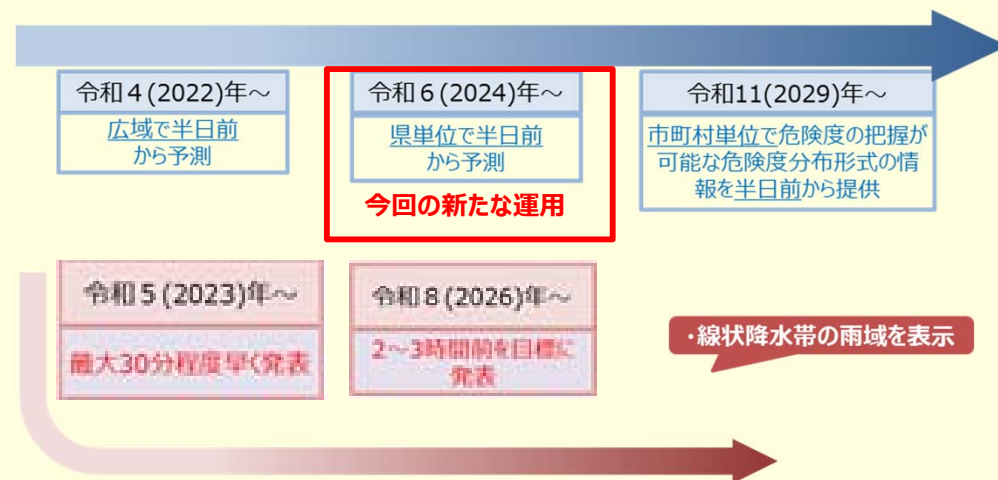 令和４(2022)年～
広域で半日前
から予測
令和６(2024)年～
県単位で半日前
から予測
今回の新たな運用
令和11(2029)年～
市町村単位で危険度の把握が
可能な危険度分布形式の情
報を半日前から提供
令和５(2023)年～
最大30分程度早く発表
令和８(2026)年～
2～3時間前を目標に
発表
・線状降水帯の雨域を表示